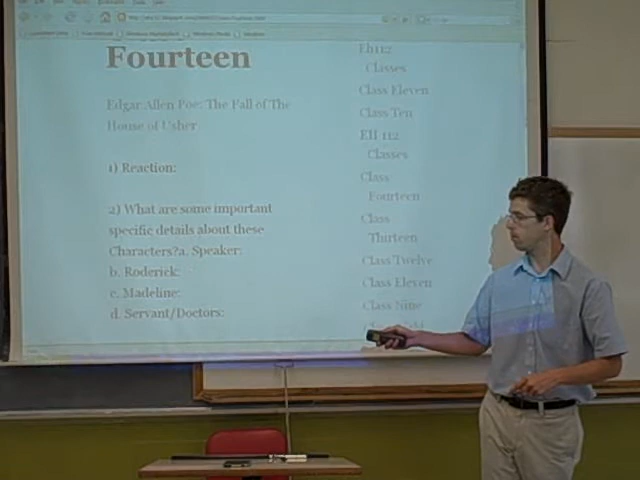 Fourteen
Edgar Allen Poe: The Fall of The
House of Usher
1) Reaction:
2) What are some important
specific details about these
Characters?a. Speaker:
b. Roderick:
c. Madeline:
d. Servant/Doctors:
Eh112
Classes
Class Eleven
Class Ten
EH 112
Classes
Class
Fourteen
Class
Thirteen
Class Twelve
Class Eleven
Class Nine